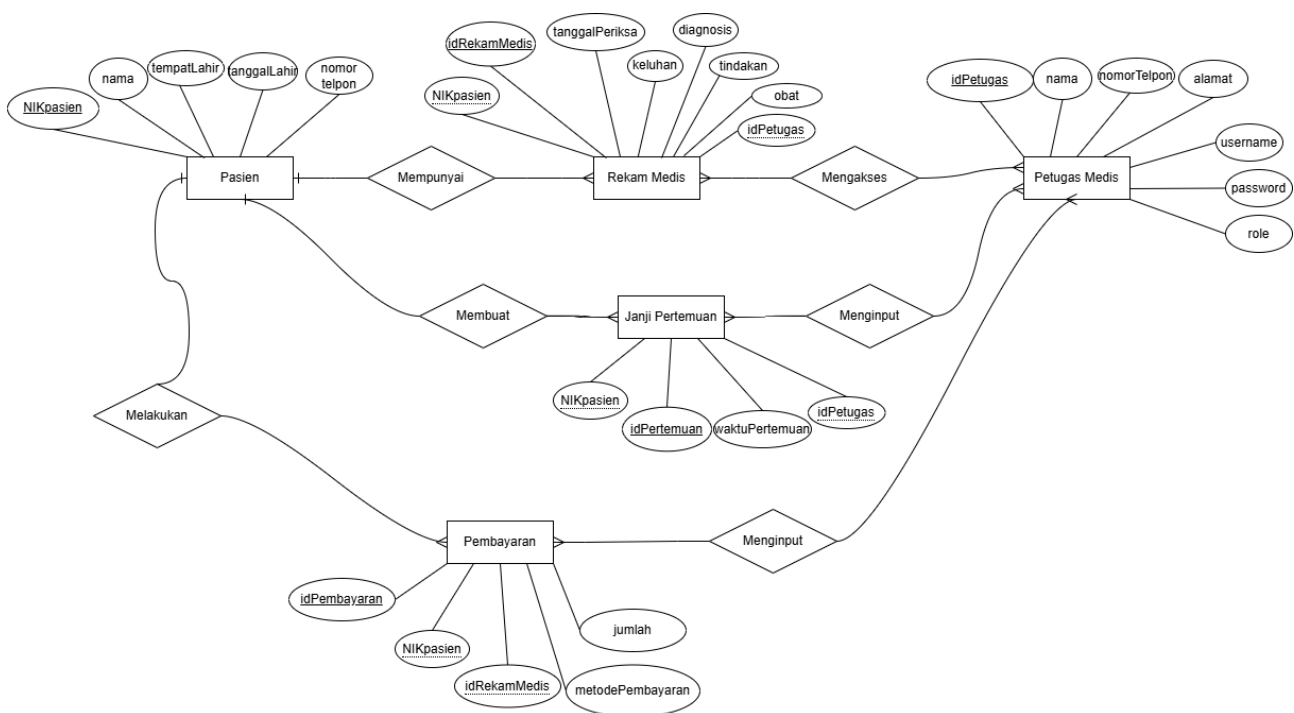 idRekamMedis
tanggalPeriksa
diagnosis
keluhan
tindakan
obat
NIKpasien
idPetugas
NIKpasien
nama
tempatLahir
tanggalLahir
nomor
telpon
idPetugas
nama
nomorTelpon
alamat
username
password
role
Pasien
Mempunyai
Rekam Medis
Mengakses
Petugas Medis
Membuat
Janji Pertemuan
Menginput
NIKpasien
idPertemuan
waktuPertemuan
idPetugas
Melakukan
Pembayaran
Menginput
idPembayaran
NIKpasien
idRekamMedis
metodePembayaran
jumlah